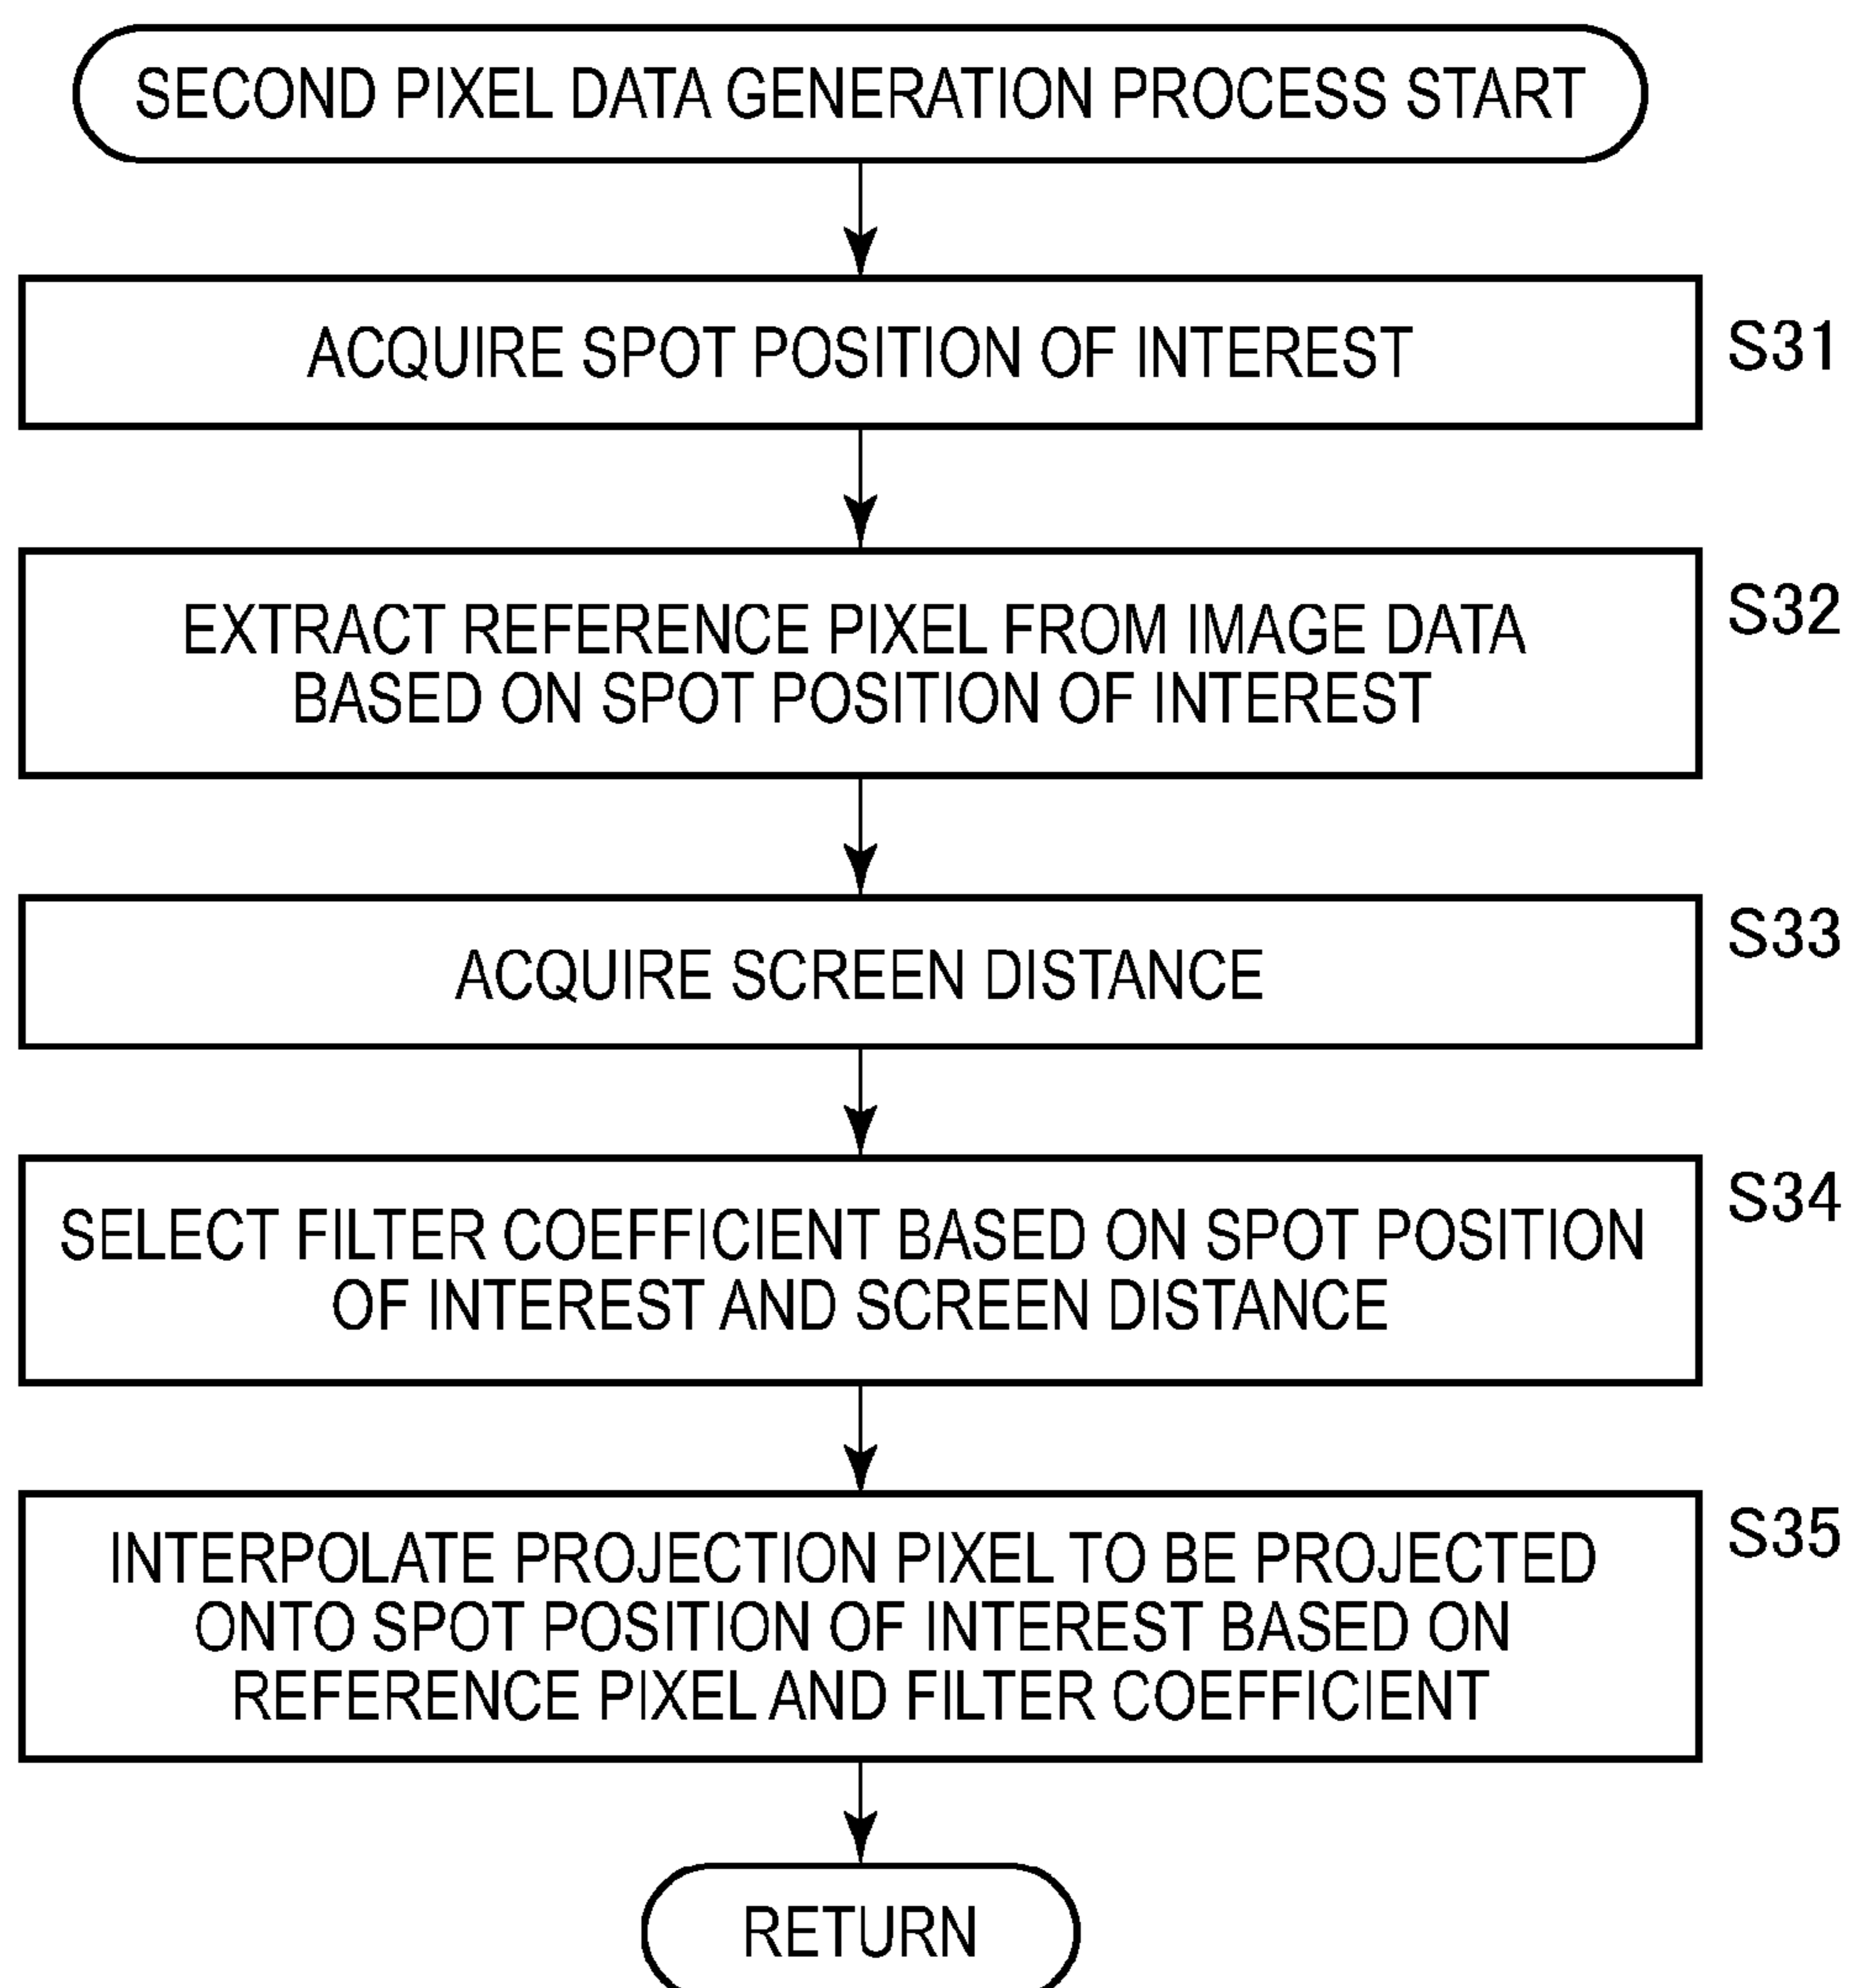 SECOND PIXEL DATA GENERATION PROCESS START
ACQUIRE SPOT POSITION OF INTEREST
S31
EXTRACT REFERENCE PIXEL FROM IMAGE DATA
BASED ON SPOT POSITION OF INTEREST
S32
ACQUIRE SCREEN DISTANCE
S33
SELECT FILTER COEFFICIENT BASED ON SPOT POSITION
OF INTEREST AND SCREEN DISTANCE
S34
INTERPOLATE PROJECTION PIXEL TO BE PROJECTED
ONTO SPOT POSITION OF INTEREST BASED ON
REFERENCE PIXEL AND FILTER COEFFICIENT
S35
RETURN